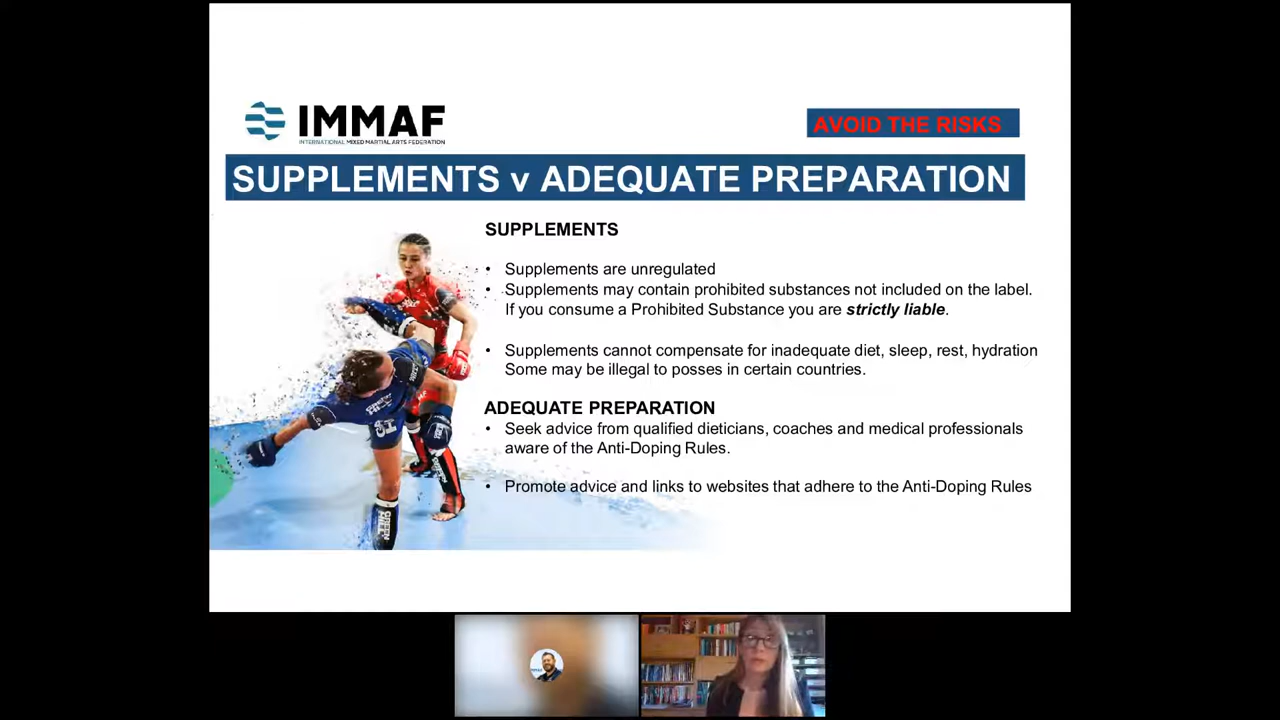 IMMAF
INTERNATIONAL MIXED MARTIAL ARTS FEDERATION
AVOID THE RISKS
SUPPLEMENTS v ADEQUATE PREPARATION
SUPPLEMENTS
• Supplements are unregulated
• Supplements may contain prohibited substances not included on the label.
If you consume a Prohibited Substance you are strictly liable.
• Supplements cannot compensate for inadequate diet, sleep, rest, hydration
Some may be illegal to posses in certain countries.
ADEQUATE PREPARATION
• Seek advice from qualified dieticians, coaches and medical professionals
aware of the Anti-Doping Rules.
• Promote advice and links to websites that adhere to the Anti-Doping Rules